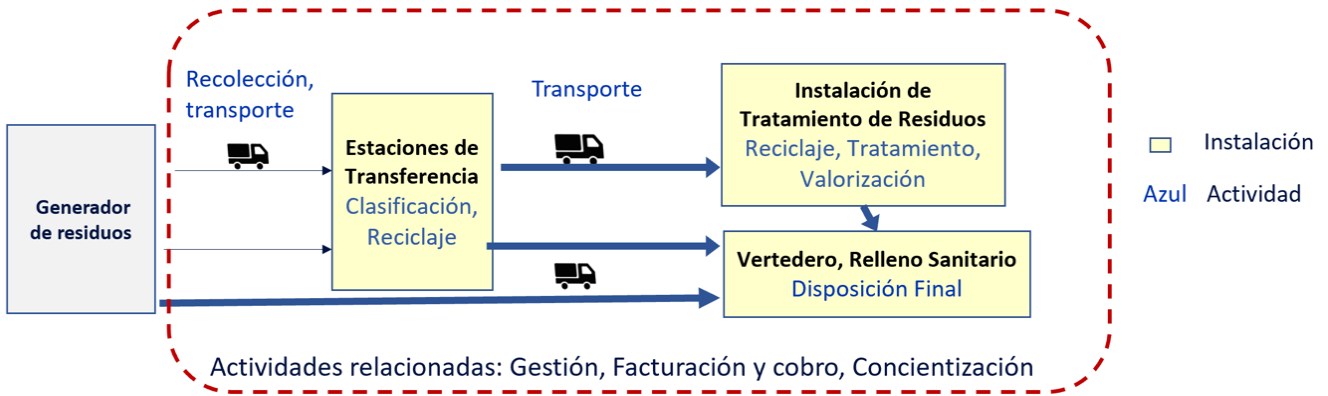 Generador
de residuos
Recolección,
transporte
Estaciones de
Transferencia
Clasificación,
Reciclaje
Transporte
Instalación de
Tratamiento de Residuos
Reciclaje, Tratamiento,
Valorización
Vertedero, Relleno Sanitario
Disposición Final
Actividades relacionadas: Gestión, Facturación y cobro, Concientización
Instalación
Azul Actividad